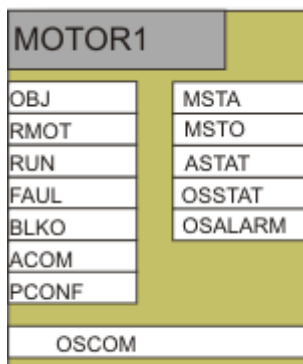 MOTOR1
OBJ
RMOT
RUN
FAUL
BLKO
ACOM
PCONF
MSTA
MSTO
ASTAT
OSSTAT
OSALARM
OSCOM